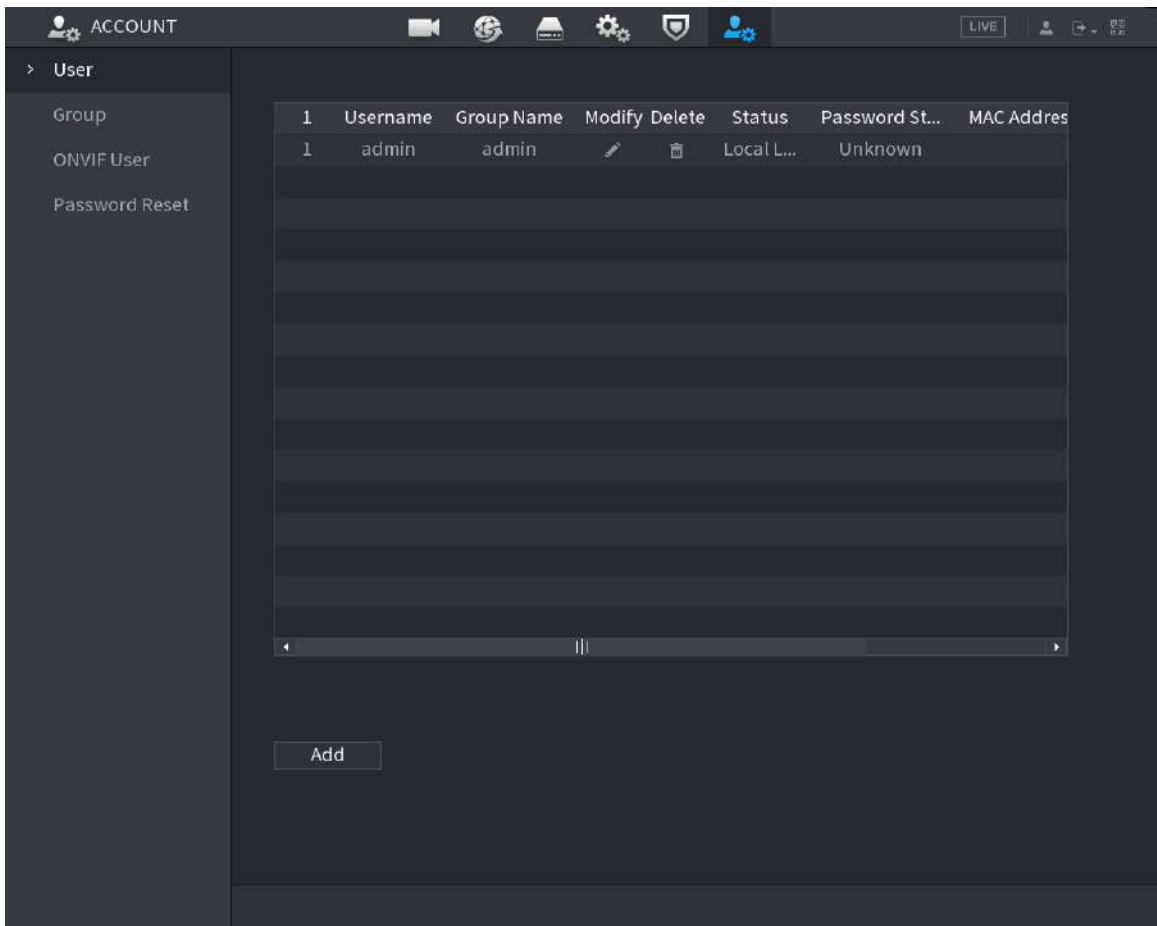 ACCOUNT LIVE
User
Group
ONVIF User
Password Reset
1 Username Group Name Modify Delete Status Password St... MAC Addres
1 admin admin Local L... Unknown
Add